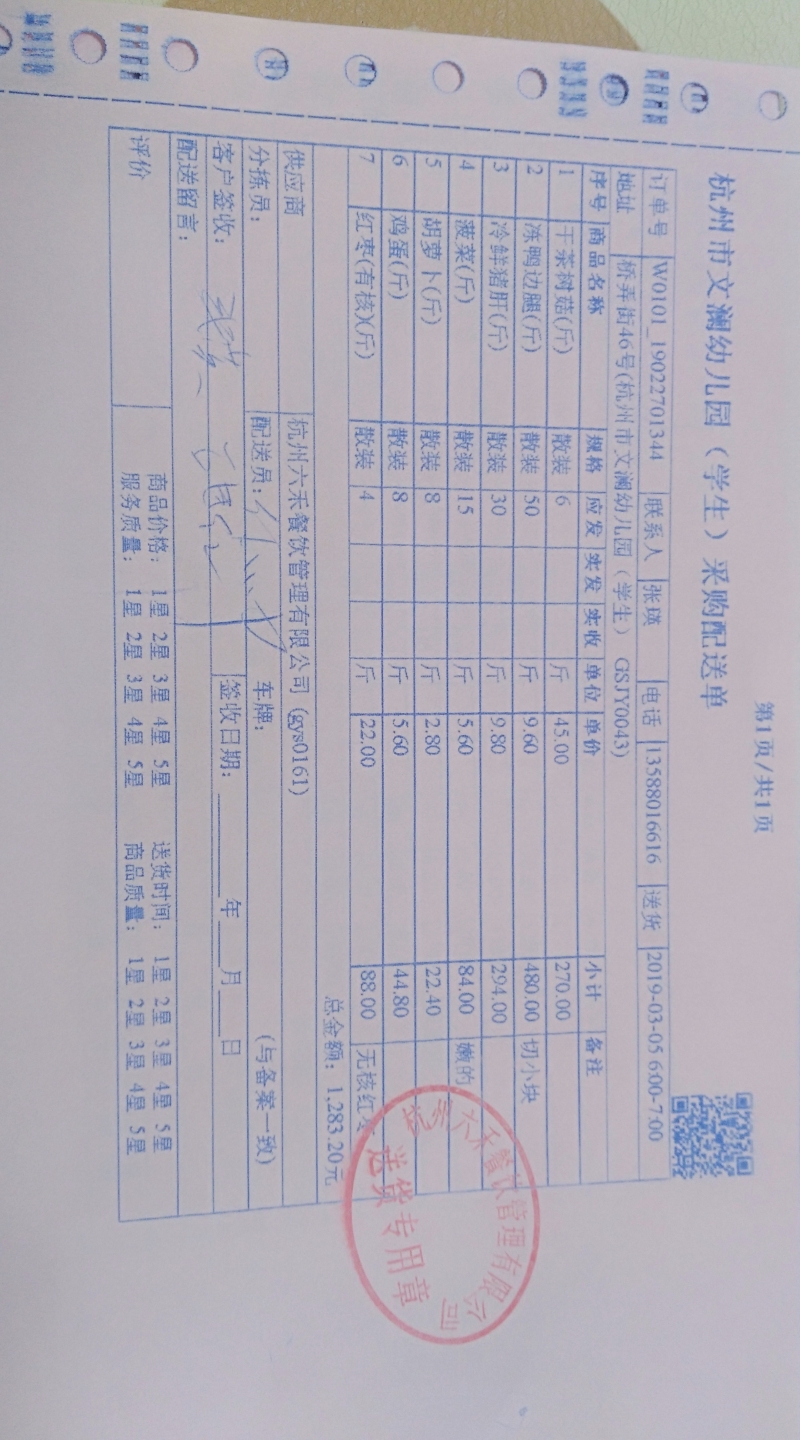 第1页/共1页
杭州市文澜幼儿园（学生）采购配送单
订单号 W0101_19022701344 联系人 张瑛 电话 13588016616 送货 2019-03-05 6:00-7:00
地址 桥弄街46号(杭州市文澜幼儿园（学生） GSJY0043)
序号 商品名称 规格 应发 实发 实收 单位 单价 小计 备注
1 干茶树菇(斤) 散装 6 斤 45.00 270.00
2 冻鸭边腿(斤) 散装 50 斤 9.60 480.00 切小块
3 冷鲜猪肝(斤) 散装 30 斤 9.80 294.00
4 菠菜(斤) 散装 15 斤 5.60 84.00 嫩的
5 胡萝卜(斤) 散装 8 斤 2.80 22.40
6 鸡蛋(斤) 散装 8 斤 5.60 44.80
7 红枣(有核)(斤) 散装 4 斤 22.00 88.00 无核红枣
总金额：1,283.20元
供应商 杭州六禾餐饮管理有限公司 (gys0161)
分拣员： 配送员： 车牌： (与备案一致)
客户签收： 签收日期：______年___月___日
配送留言：
评价 商品价格： 1星 2星 3星 4星 5星 送货时间： 1星 2星 3星 4星 5星
服务质量： 1星 2星 3星 4星 5星 商品质量： 1星 2星 3星 4星 5星
杭州六禾餐饮管理有限公司
送货专用章